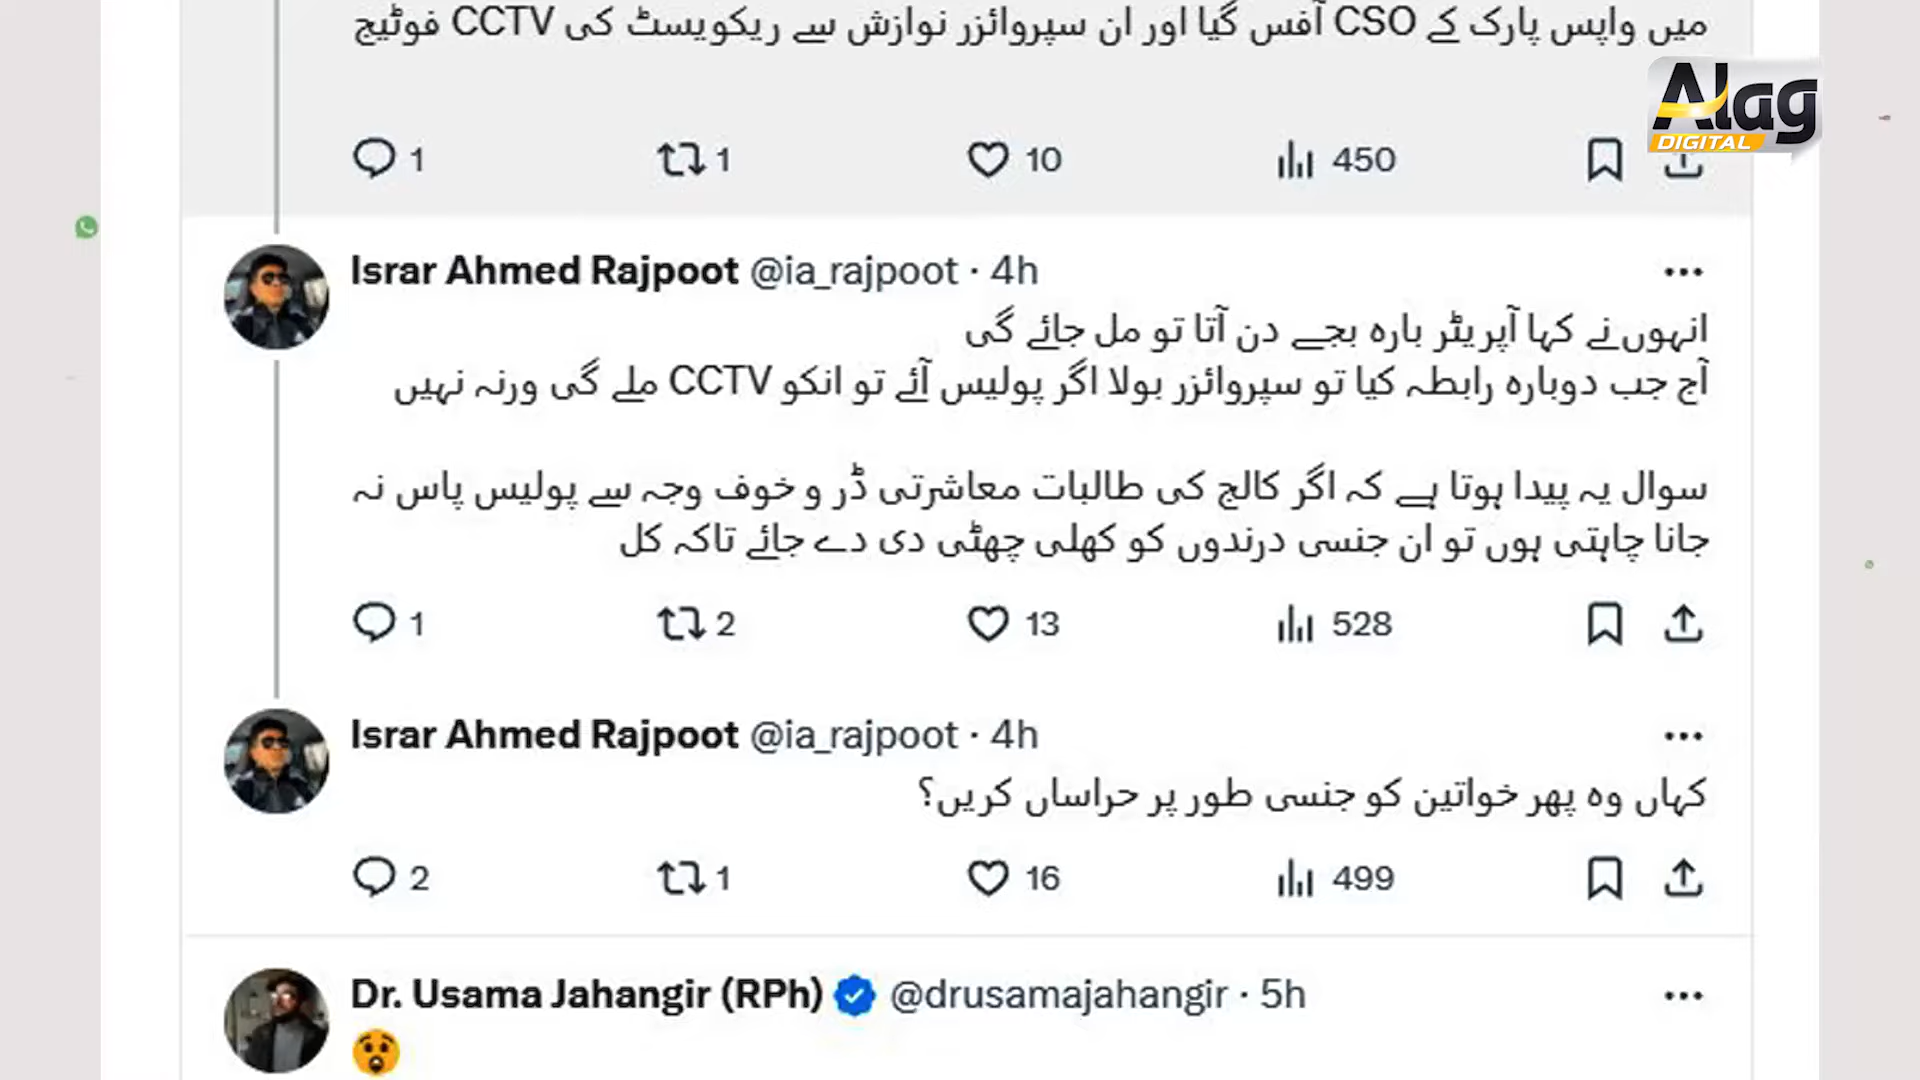 میں واپس پارک کے CSO آفس گیا اور ان سپروائزر نوازش سے ریکویسٹ کی CCTV فوٹیج
Alag
DIGITAL
1 1 10 450
Israr Ahmed Rajpoot @ia_rajpoot · 4h
انہوں نے کہا آپریٹر بارہ بجے دن آتا تو مل جائے گی
آج جب دوبارہ رابطہ کیا تو سپروائزر بولا اگر پولیس آئے تو انکو CCTV ملے گی ورنہ نہیں
سوال یہ پیدا ہوتا ہے کہ اگر کالج کی طالبات معاشرتی ڈر و خوف وجہ سے پولیس پاس نہ
جانا چاہتی ہوں تو ان جنسی درندوں کو کھلی چھٹی دی دے جائے تاکہ کل
1 2 13 528
Israr Ahmed Rajpoot @ia_rajpoot · 4h
کہاں وہ پھر خواتین کو جنسی طور پر حراساں کریں؟
2 1 16 499
Dr. Usama Jahangir (RPh) @drusamajahangir · 5h
😲